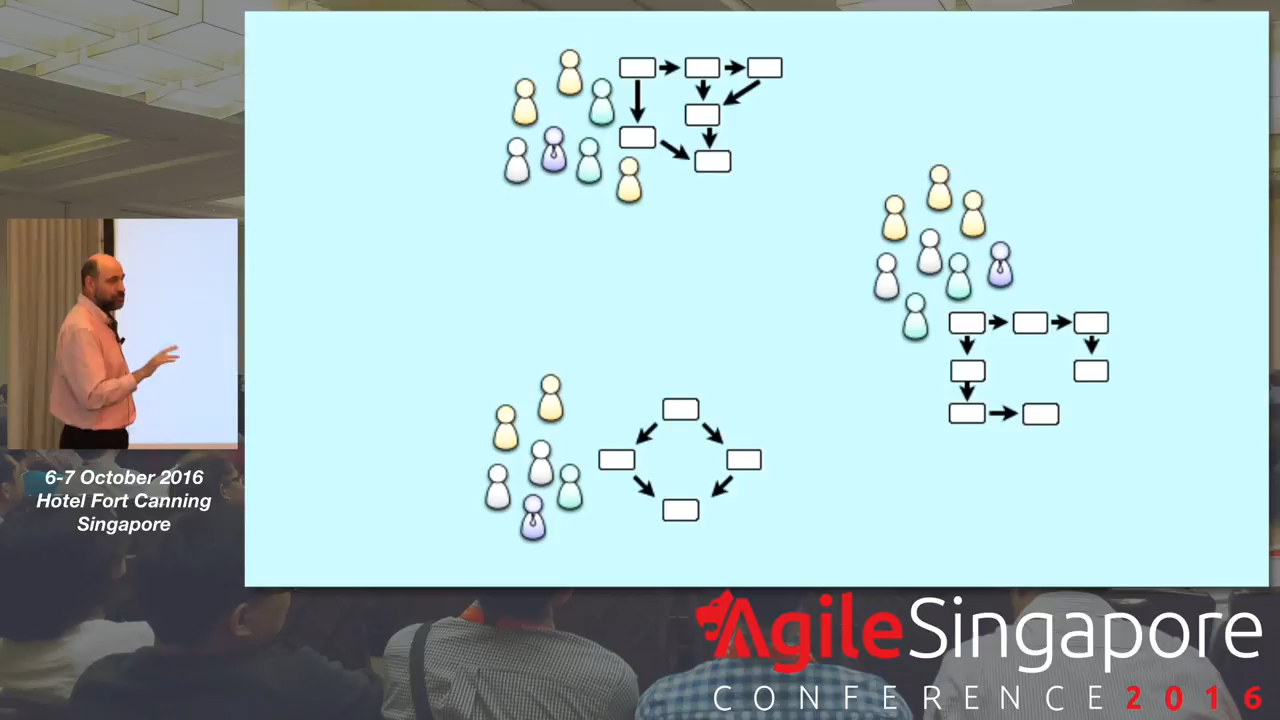 6-7 October 2016
Hotel Fort Canning
Singapore
AgileSingapore
CONFERENCE 2016